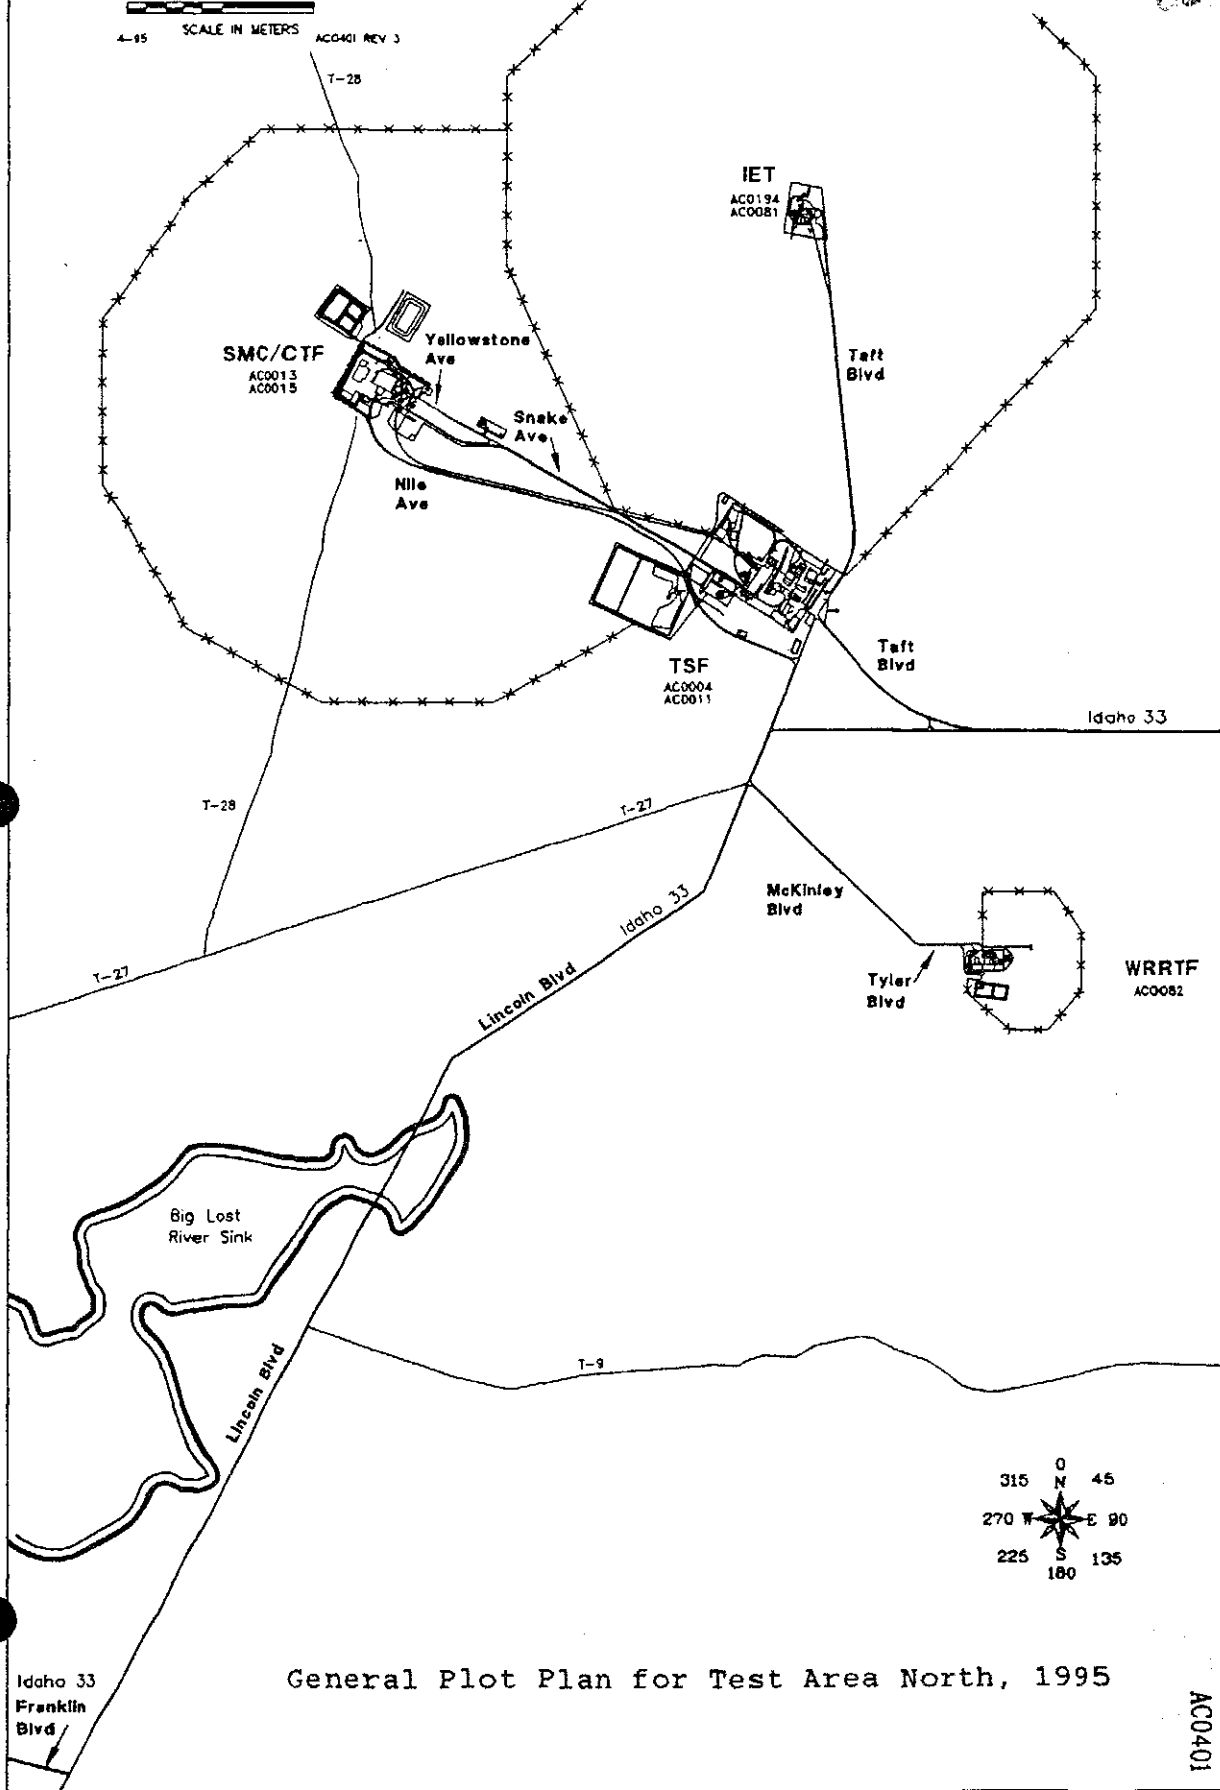 4-95
SCALE IN METERS
AC0401 REV 3
T-28
IET
AC0194
AC0081
SMC/CTF
AC0013
AC0015
Yellowstone
Ave
Taft
Blvd
Snake
Ave
Nile
Ave
TSF
AC0004
AC0011
Taft
Blvd
Idaho 33
T-28
T-27
McKinley
Blvd
Idaho 33
T-27
Lincoln Blvd
Tyler
Blvd
WRRTF
AC0082
Big Lost
River Sink
Lincoln Blvd
T-9
0
315 N 45
270 W E 90
225 S 135
180
General Plot Plan for Test Area North, 1995
Idaho 33
Franklin
Blvd
AC0401